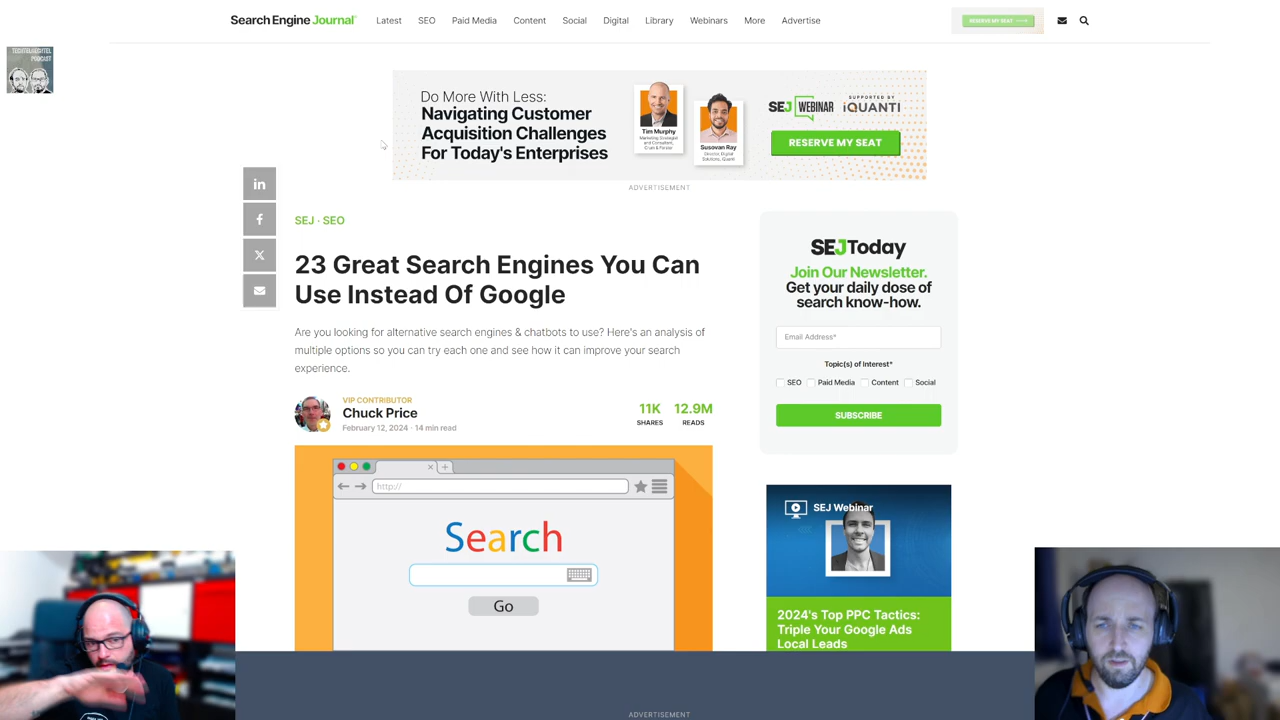 Search Engine Journal
Latest SEO Paid Media Content Social Digital Library Webinars More Advertise
RESERVE MY SEAT
PODCAST
Do More With Less:
Navigating Customer
Acquisition Challenges
For Today's Enterprises
Tim Murphy
Susovan Ray
SEJ WEBINAR
SUPPORTED BY
iQUANTI
RESERVE MY SEAT
ADVERTISEMENT
in
f
X
SEJ · SEO
23 Great Search Engines You Can
Use Instead Of Google
Are you looking for alternative search engines & chatbots to use? Here's an analysis of
multiple options so you can try each one and see how it can improve your search
experience.
VIP CONTRIBUTOR
Chuck Price
February 12, 2024 · 14 min read
11K
SHARES
12.9M
READS
http://
Search
Go
SEJToday
Join Our Newsletter.
Get your daily dose of
search know-how.
Email Address*
Topic(s) of Interest*
SEO Paid Media Content Social
SUBSCRIBE
SEJ Webinar
2024's Top PPC Tactics:
Triple Your Google Ads
Local Leads
ADVERTISEMENT